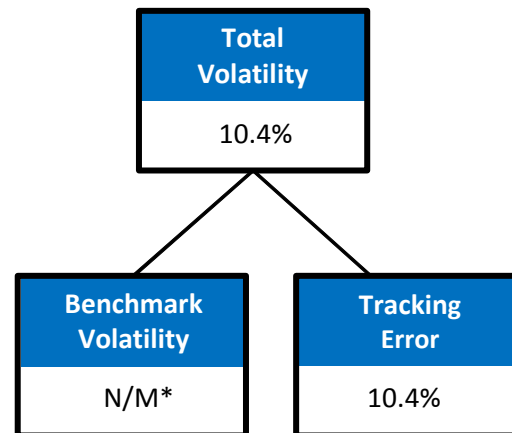 Total
Volatility
10.4%
Benchmark
Volatility
N/M*
Tracking
Error
10.4%